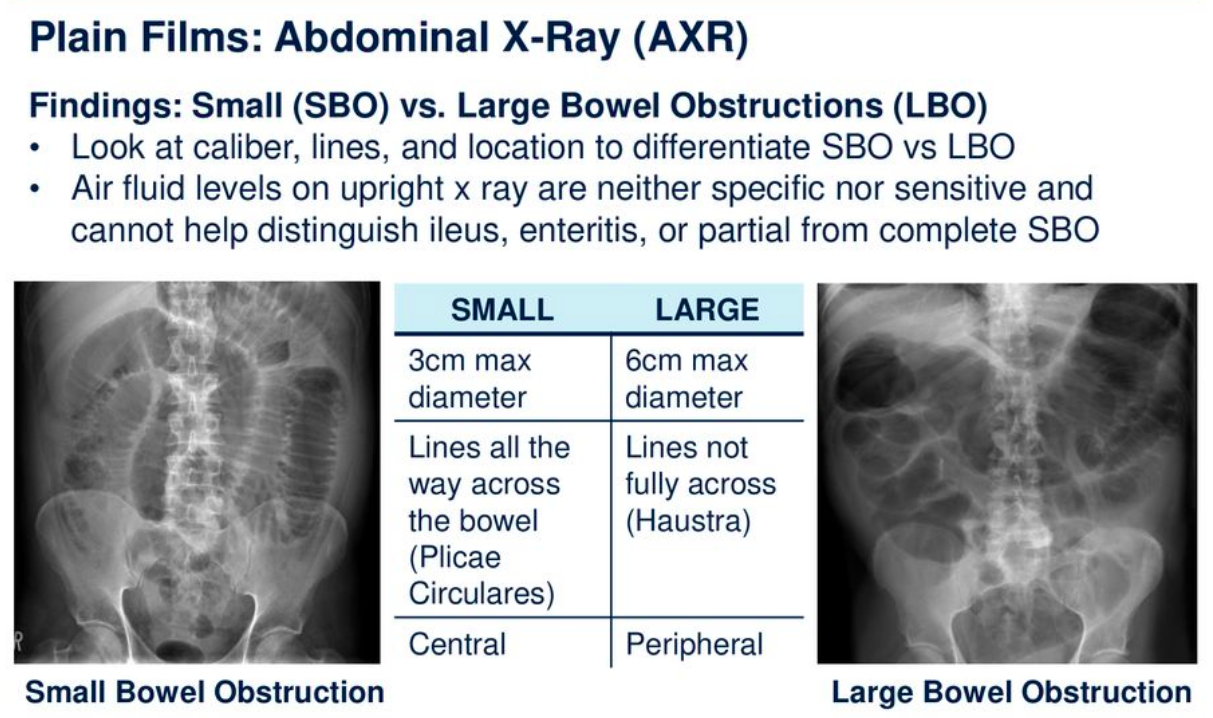 Plain Films: Abdominal X-Ray (AXR)
Findings: Small (SBO) vs. Large Bowel Obstructions (LBO)
• Look at caliber, lines, and location to differentiate SBO vs LBO
• Air fluid levels on upright x ray are neither specific nor sensitive and
cannot help distinguish ileus, enteritis, or partial from complete SBO
SMALL LARGE
3cm max 6cm max
diameter diameter
Lines all the Lines not
way across fully across
the bowel (Haustra)
(Plicae
Circulares)
Central Peripheral
R
Small Bowel Obstruction
Large Bowel Obstruction